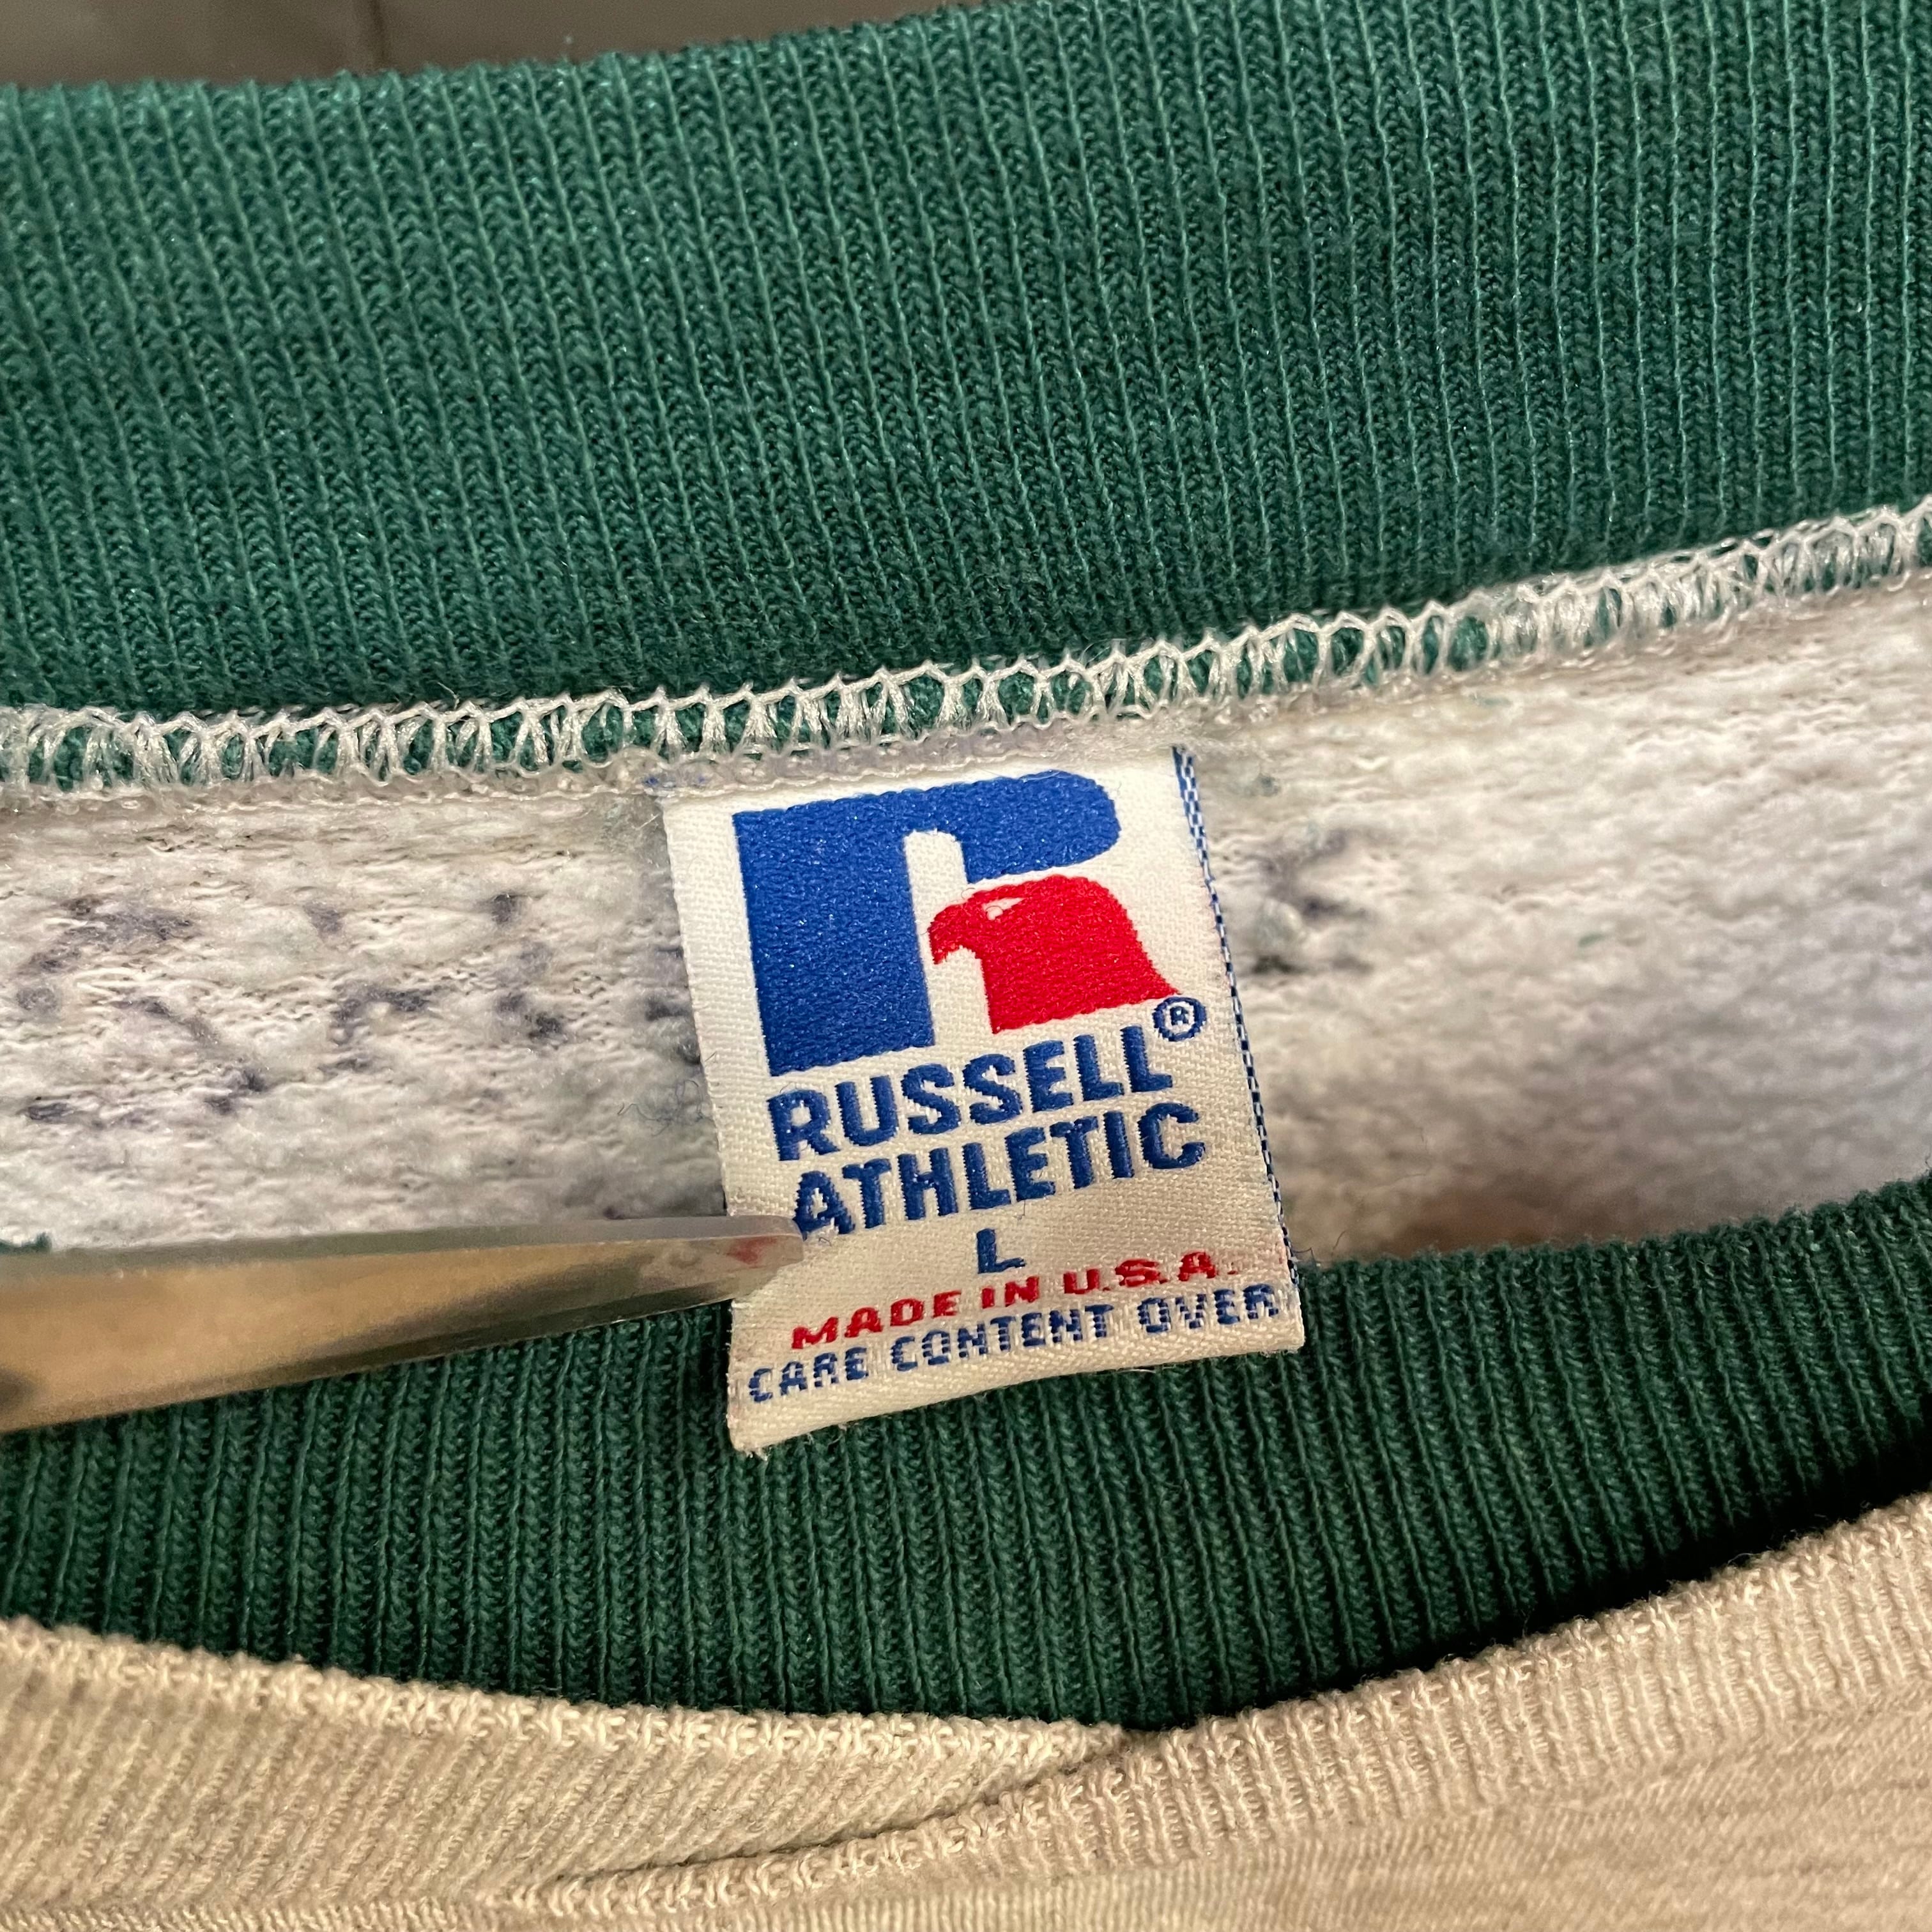 RUSSELL®
ATHLETIC
L
MADE IN U.S.A.
CARE CONTENT OVER